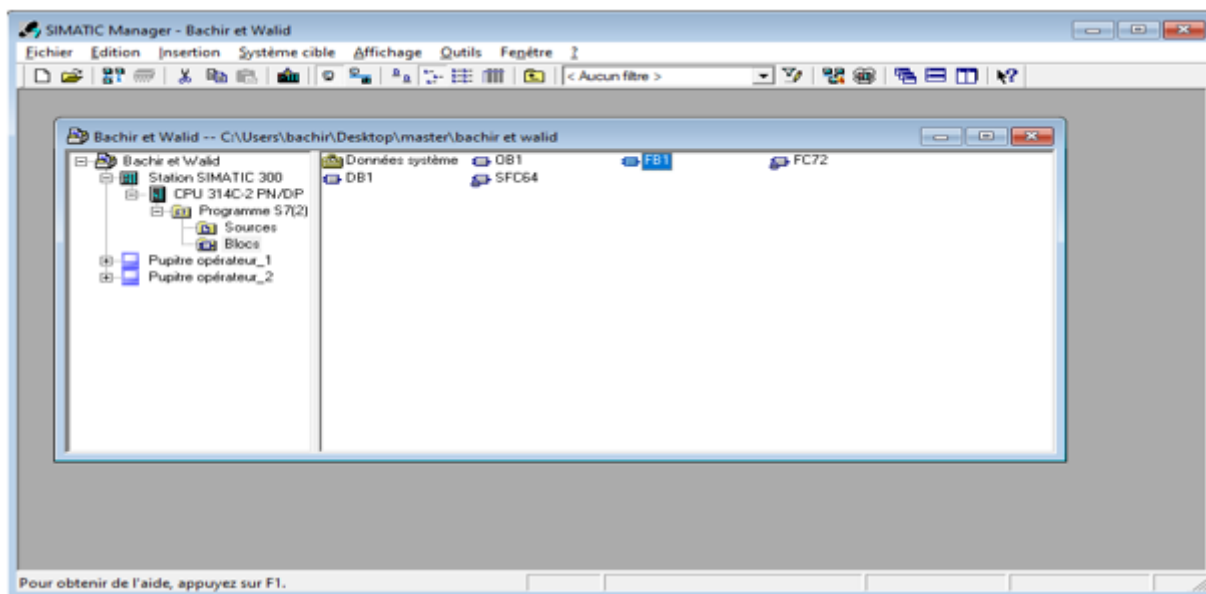 SIMATIC Manager - Bachir et Walid
Fichier Edition Insertion Système cible Affichage Outils Fenêtre ?
< Aucun filtre >
Bachir et Walid -- C:\Users\bachir\Desktop\master\bachir et walid
Bachir et Walid
Station SIMATIC 300
CPU 314C-2 PN/DP
Programme S7(2)
Sources
Blocs
Pupitre opérateur_1
Pupitre opérateur_2
Données système OB1 FB1 FC72
DB1 SFC64
Pour obtenir de l'aide, appuyez sur F1.